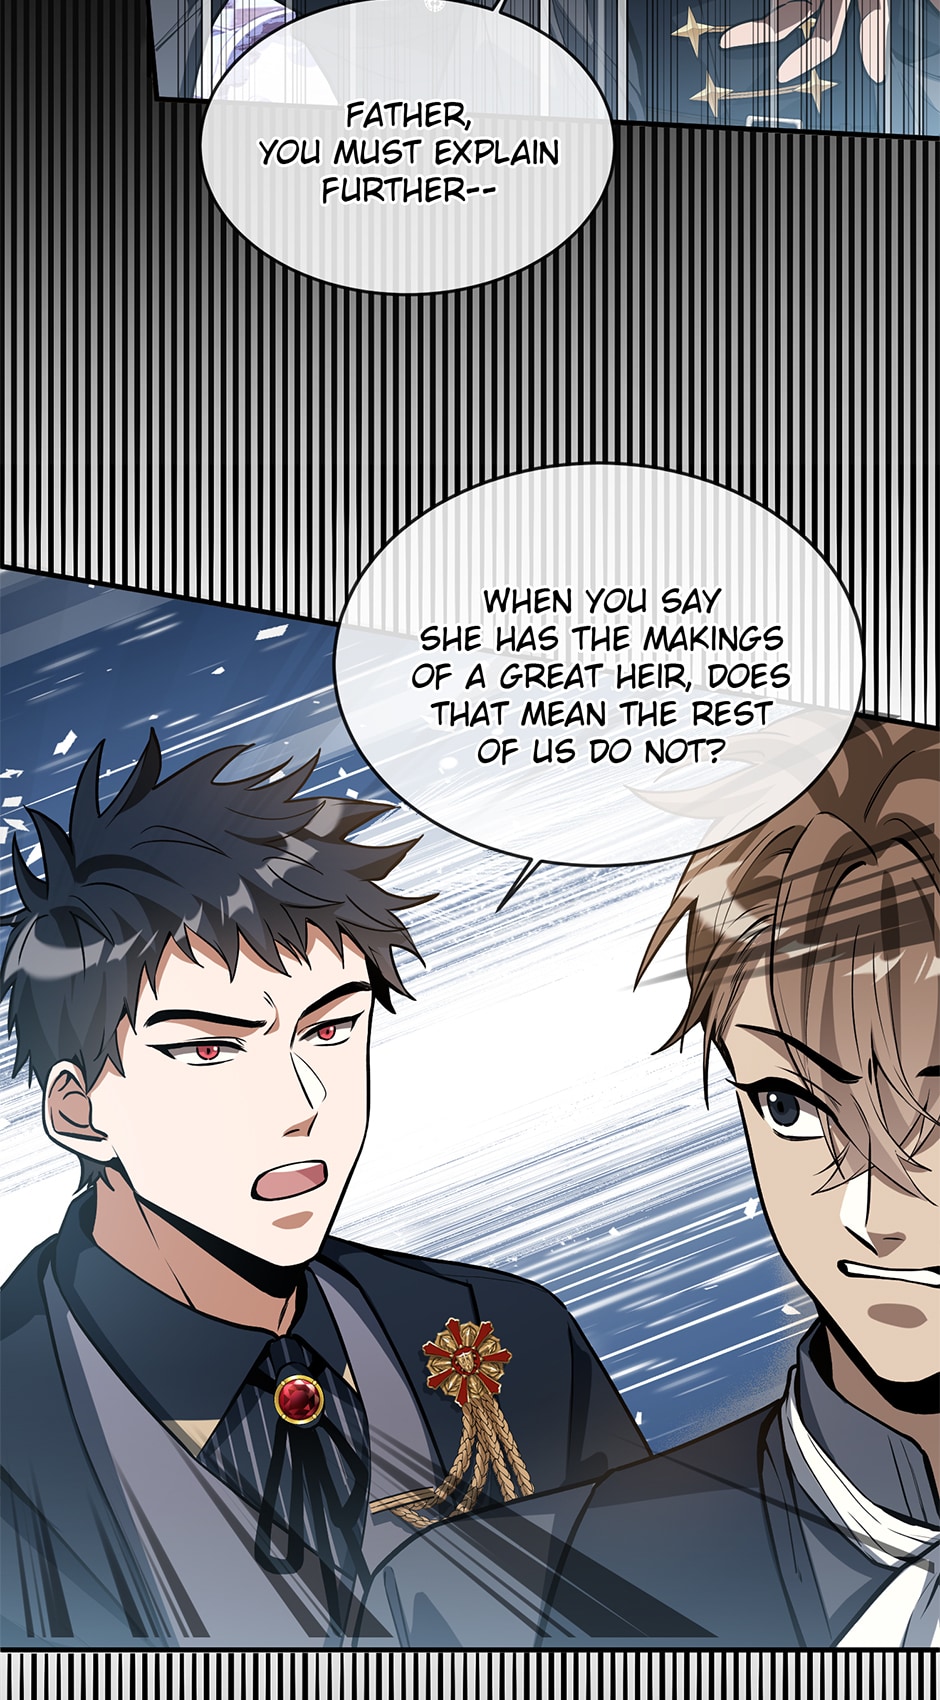 FATHER,
YOU MUST EXPLAIN
FURTHER--
WHEN YOU SAY
SHE HAS THE MAKINGS
OF A GREAT HEIR, DOES
THAT MEAN THE REST
OF US DO NOT?